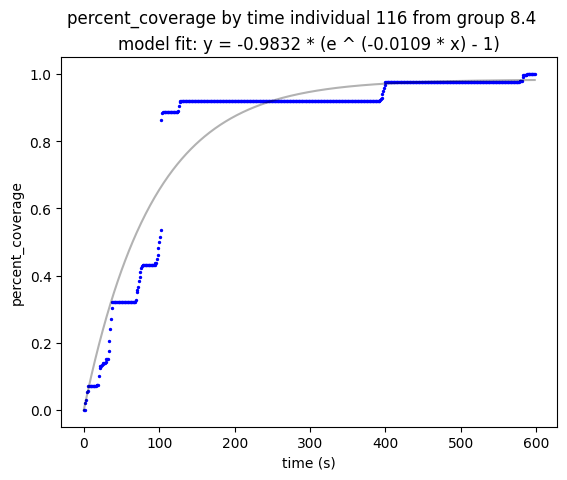 percent_coverage by time individual 116 from group 8.4
model fit: y = -0.9832 * (e ^ (-0.0109 * x) - 1)
1.0
0.8
0.6
0.4
0.2
0.0
percent_coverage
0 100 200 300 400 500 600
time (s)